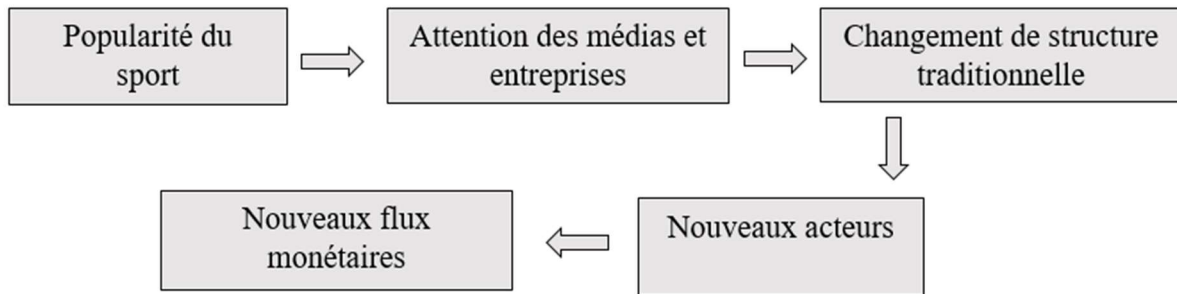 Popularité du
sport
Attention des médias et
entreprises
Changement de structure
traditionnelle
Nouveaux acteurs
Nouveaux flux
monétaires